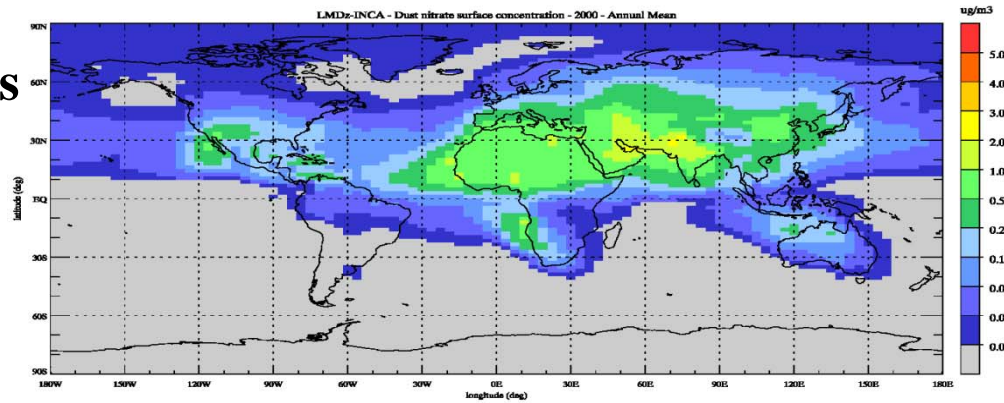 ug/m3
LMDz-INCA - Dust nitrate surface concentration - 2000 - Annual Mean
s
90N
60N
30N
EQ
30S
60S
90S
latitude (deg)
180W 150W 120W 90W 60W 30W 0E 30E 60E 90E 120E 150E 180E
longitude (deg)
5.0
4.0
3.0
2.0
1.0
0.5
0.2
0.1
0.0
0.0
0.0